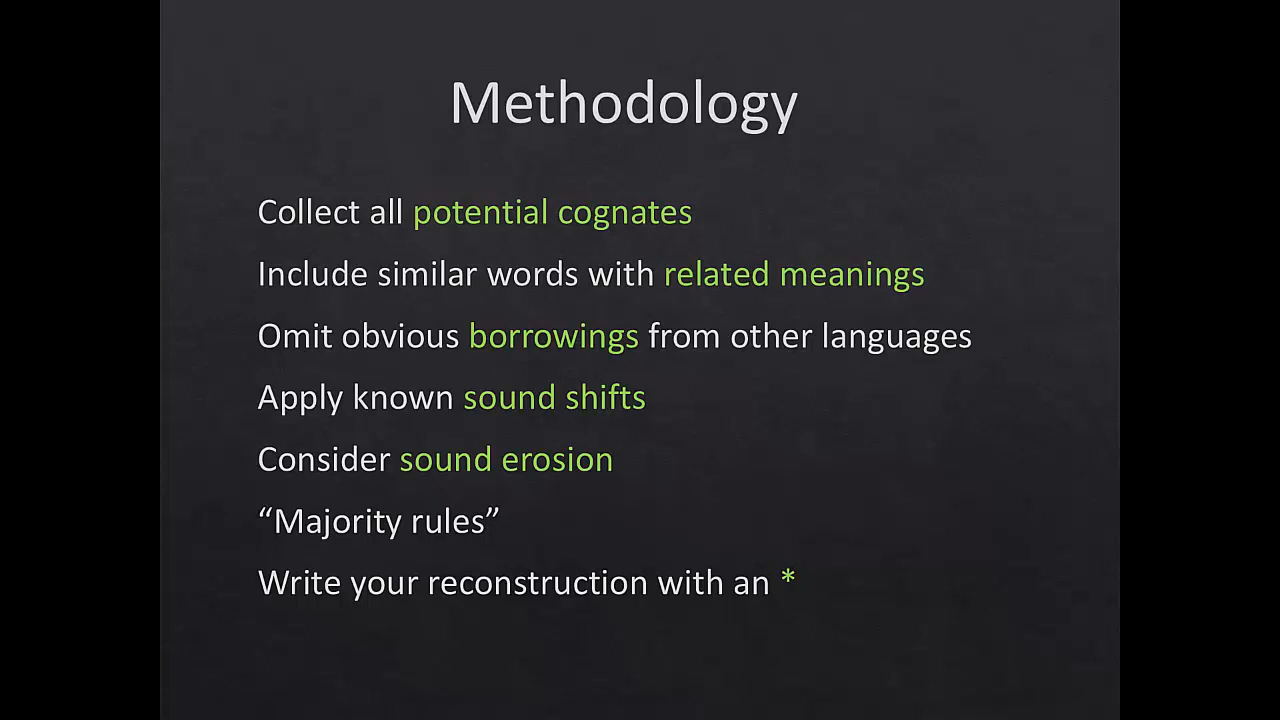 Methodology
Collect all potential cognates
Include similar words with related meanings
Omit obvious borrowings from other languages
Apply known sound shifts
Consider sound erosion
“Majority rules”
Write your reconstruction with an *